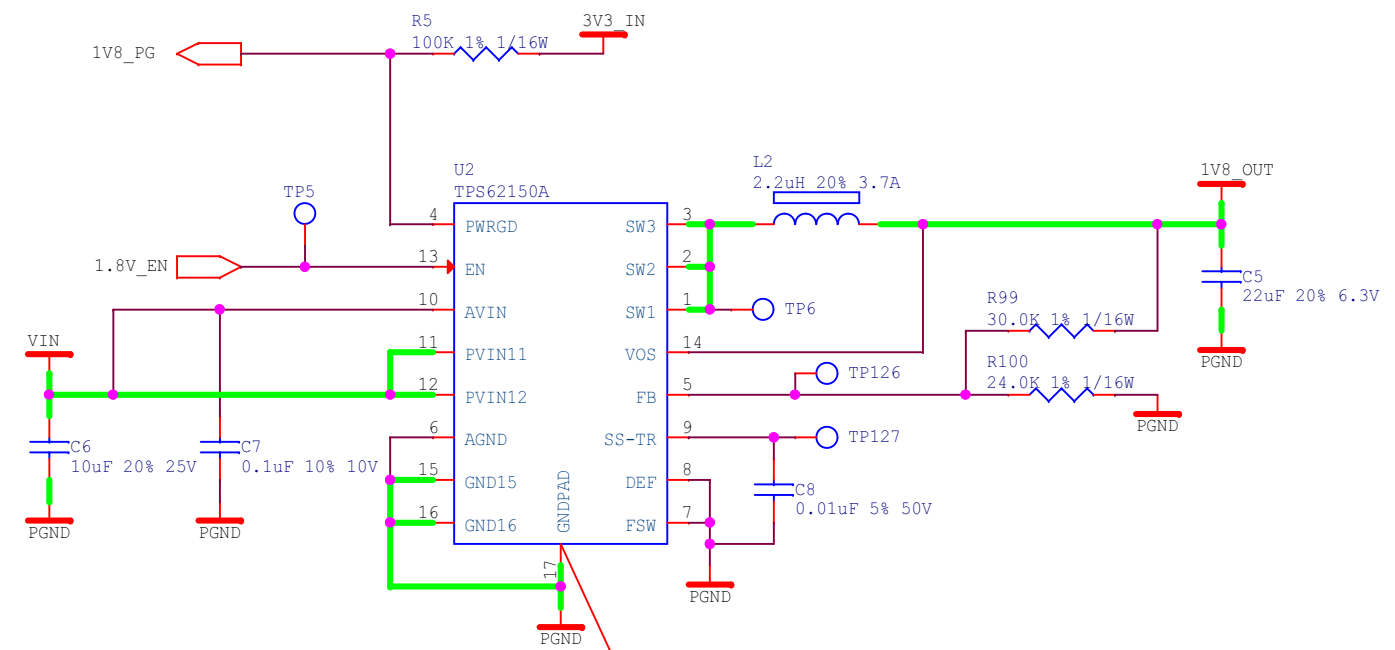 R5
3V3_IN
100K 1% 1/16W
1V8_PG
U2
TPS62150A
L2
2.2uH 20% 3.7A
1V8_OUT
TP5
4 PWRGD
SW3 3
1.8V_EN
13 EN
SW2 2
C5
22uF 20% 6.3V
10 AVIN
SW1 1
TP6
R99
30.0K 1% 1/16W
VIN
11 PVIN11
VOS 14
PGND
R100
24.0K 1% 1/16W
TP126
12 PVIN12
FB 5
PGND
6 AGND
SS-TR 9
TP127
C6
10uF 20% 25V
C7
0.1uF 10% 10V
15 GND15
DEF 8
C8
0.01uF 5% 50V
16 GND16
GNDPAD
FSW 7
PGND
PGND
17
PGND
PGND